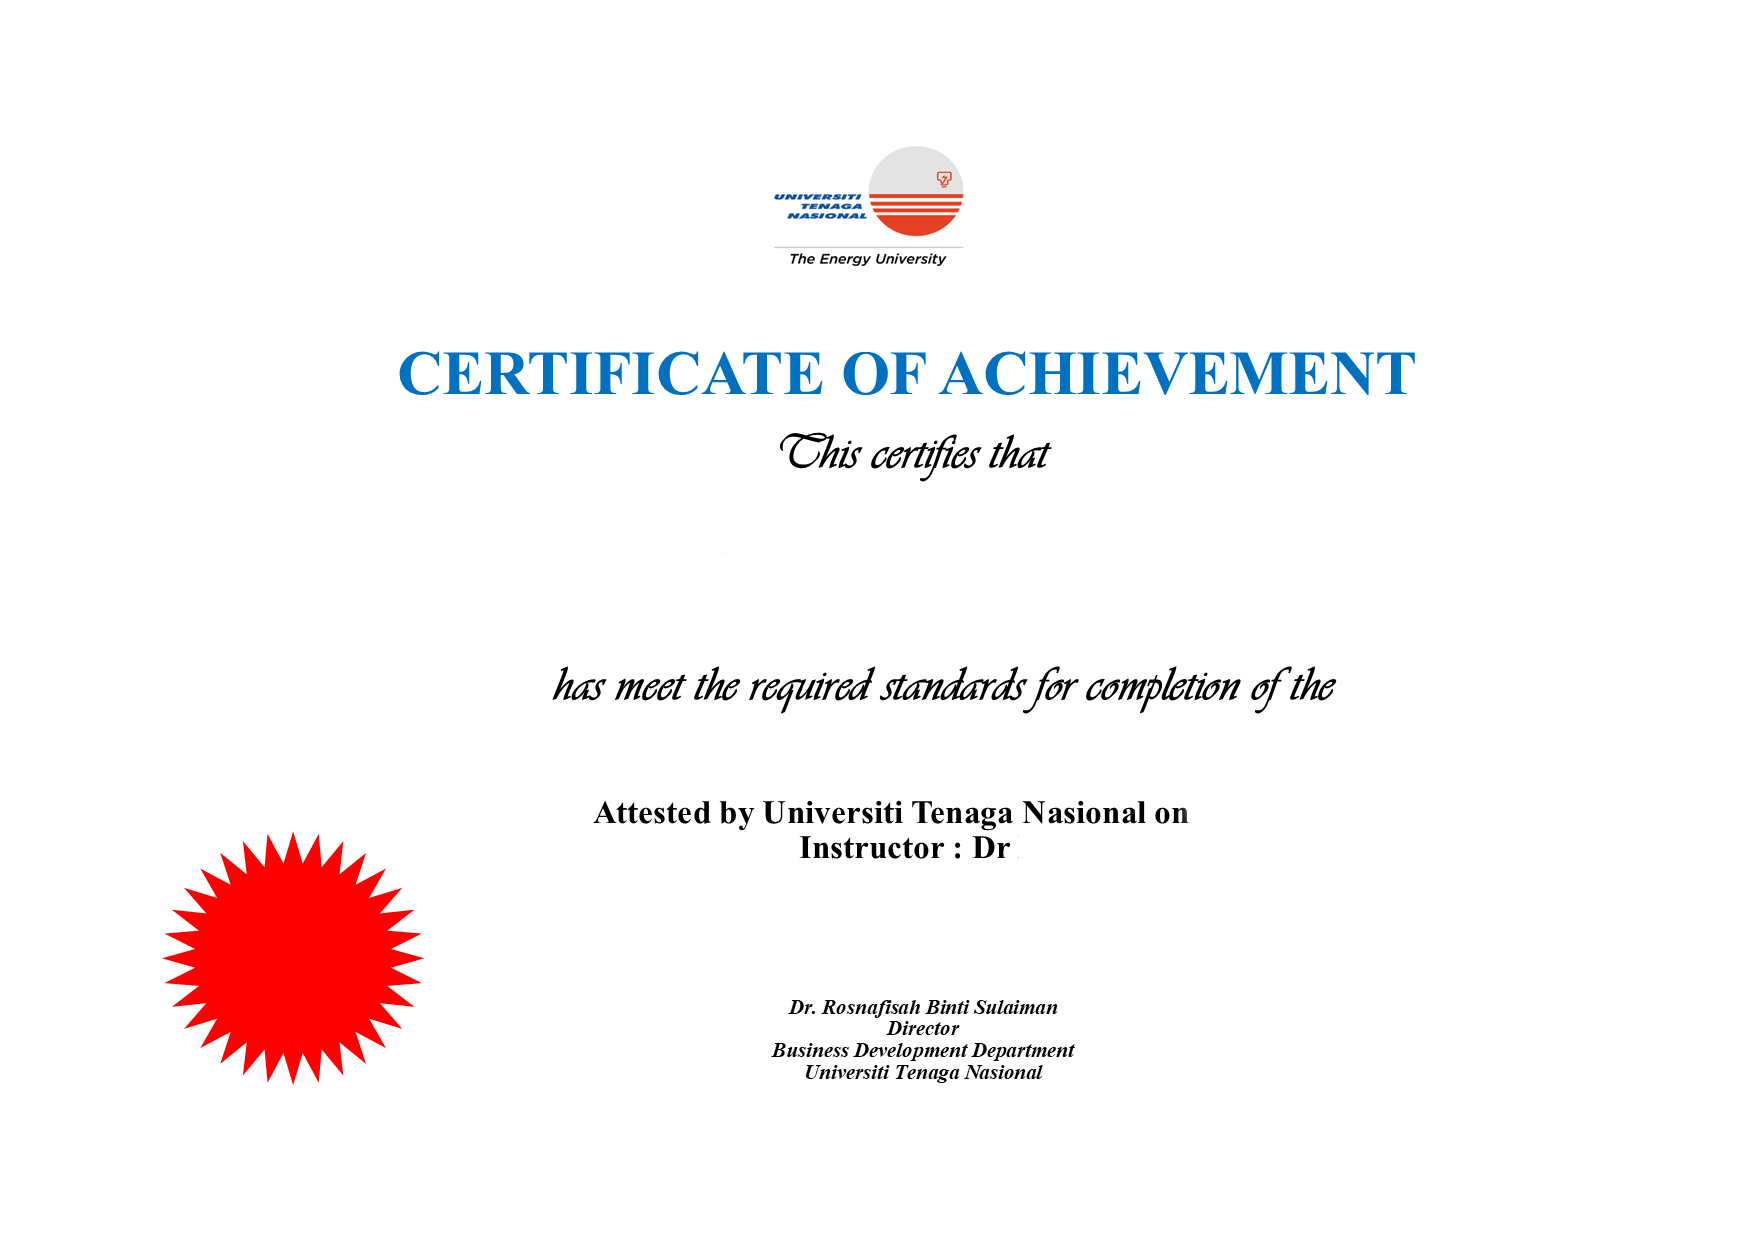 UNIVERSITI
TENAGA
NASIONAL
The Energy University
CERTIFICATE OF ACHIEVEMENT
This certifies that
has meet the required standards for completion of the
Attested by Universiti Tenaga Nasional on
Instructor : Dr
Dr. Rosnafisah Binti Sulaiman
Director
Business Development Department
Universiti Tenaga Nasional